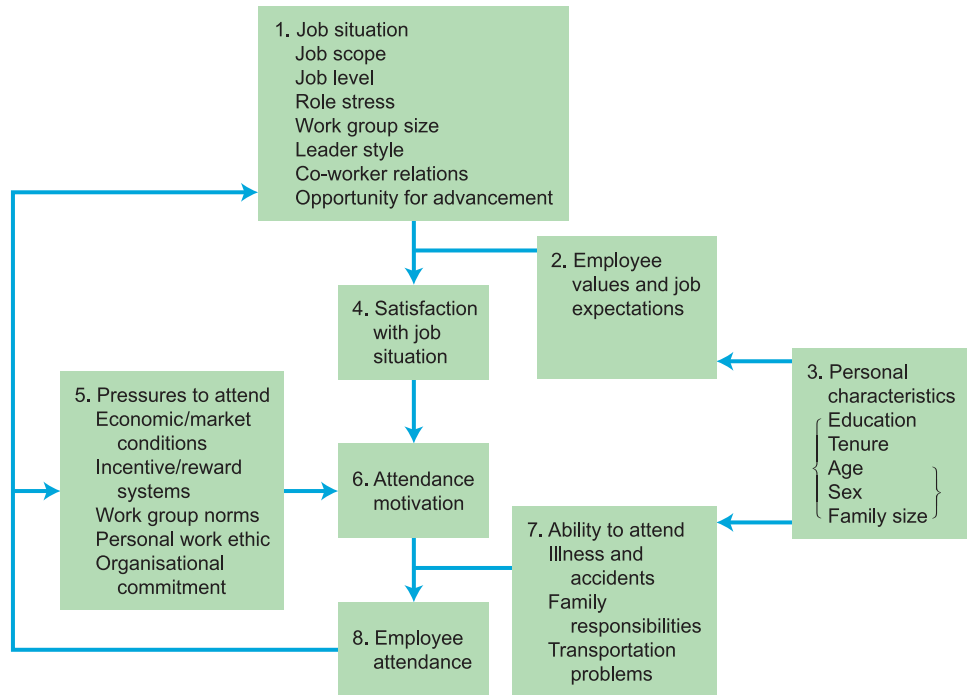 1. Job situation
Job scope
Job level
Role stress
Work group size
Leader style
Co-worker relations
Opportunity for advancement
2. Employee
values and job
expectations
4. Satisfaction
with job
situation
3. Personal
characteristics
Education
Tenure
Age
Sex
Family size
5. Pressures to attend
Economic/market
conditions
Incentive/reward
systems
Work group norms
Personal work ethic
Organisational
commitment
6. Attendance
motivation
7. Ability to attend
Illness and
accidents
Family
responsibilities
Transportation
problems
8. Employee
attendance